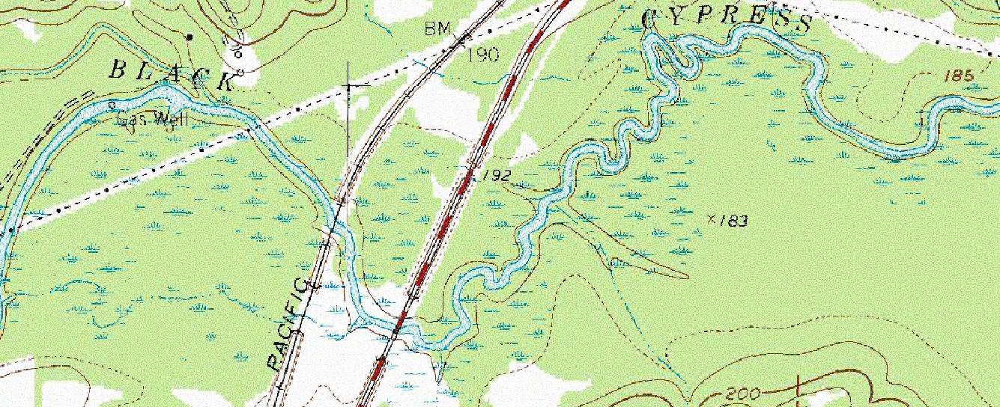 CYPRESS
BM
190
BLACK
185
Gas Well
192
183
PACIFIC
200